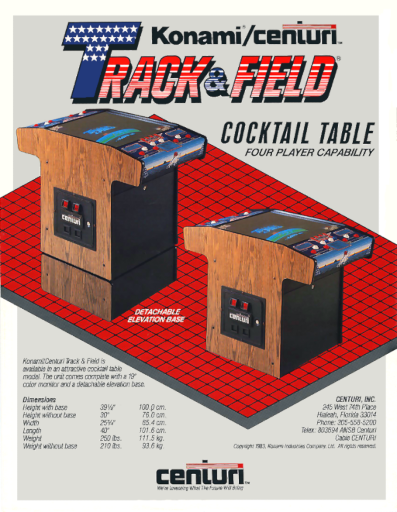 Konami/centuri™
TRACK & FIELD®
COCKTAIL TABLE
FOUR PLAYER CAPABILITY
centuri
centuri
DETACHABLE
ELEVATION BASE
Konami/Centuri Track & Field is
available in an attractive cocktail table
model. The unit comes complete with a 19"
color monitor and a detachable elevation base.
Dimensions
Height with base 39½" 100.0 cm.
Height without base 30" 76.0 cm.
Width 25¾" 65.4 cm.
Length 40" 101.6 cm.
Weight 250 lbs. 111.5 kg.
Weight without base 210 lbs. 93.6 kg.
CENTURI, INC.
245 West 74th Place
Hialeah, Florida 33014
Phone: 305-558-5200
Telex: 803694 ANSB Centuri
Cable CENTURI
Copyright 1983, Konami Industries Company, Ltd. All rights reserved.
centuri™
We're Investing What The Future Will Bring